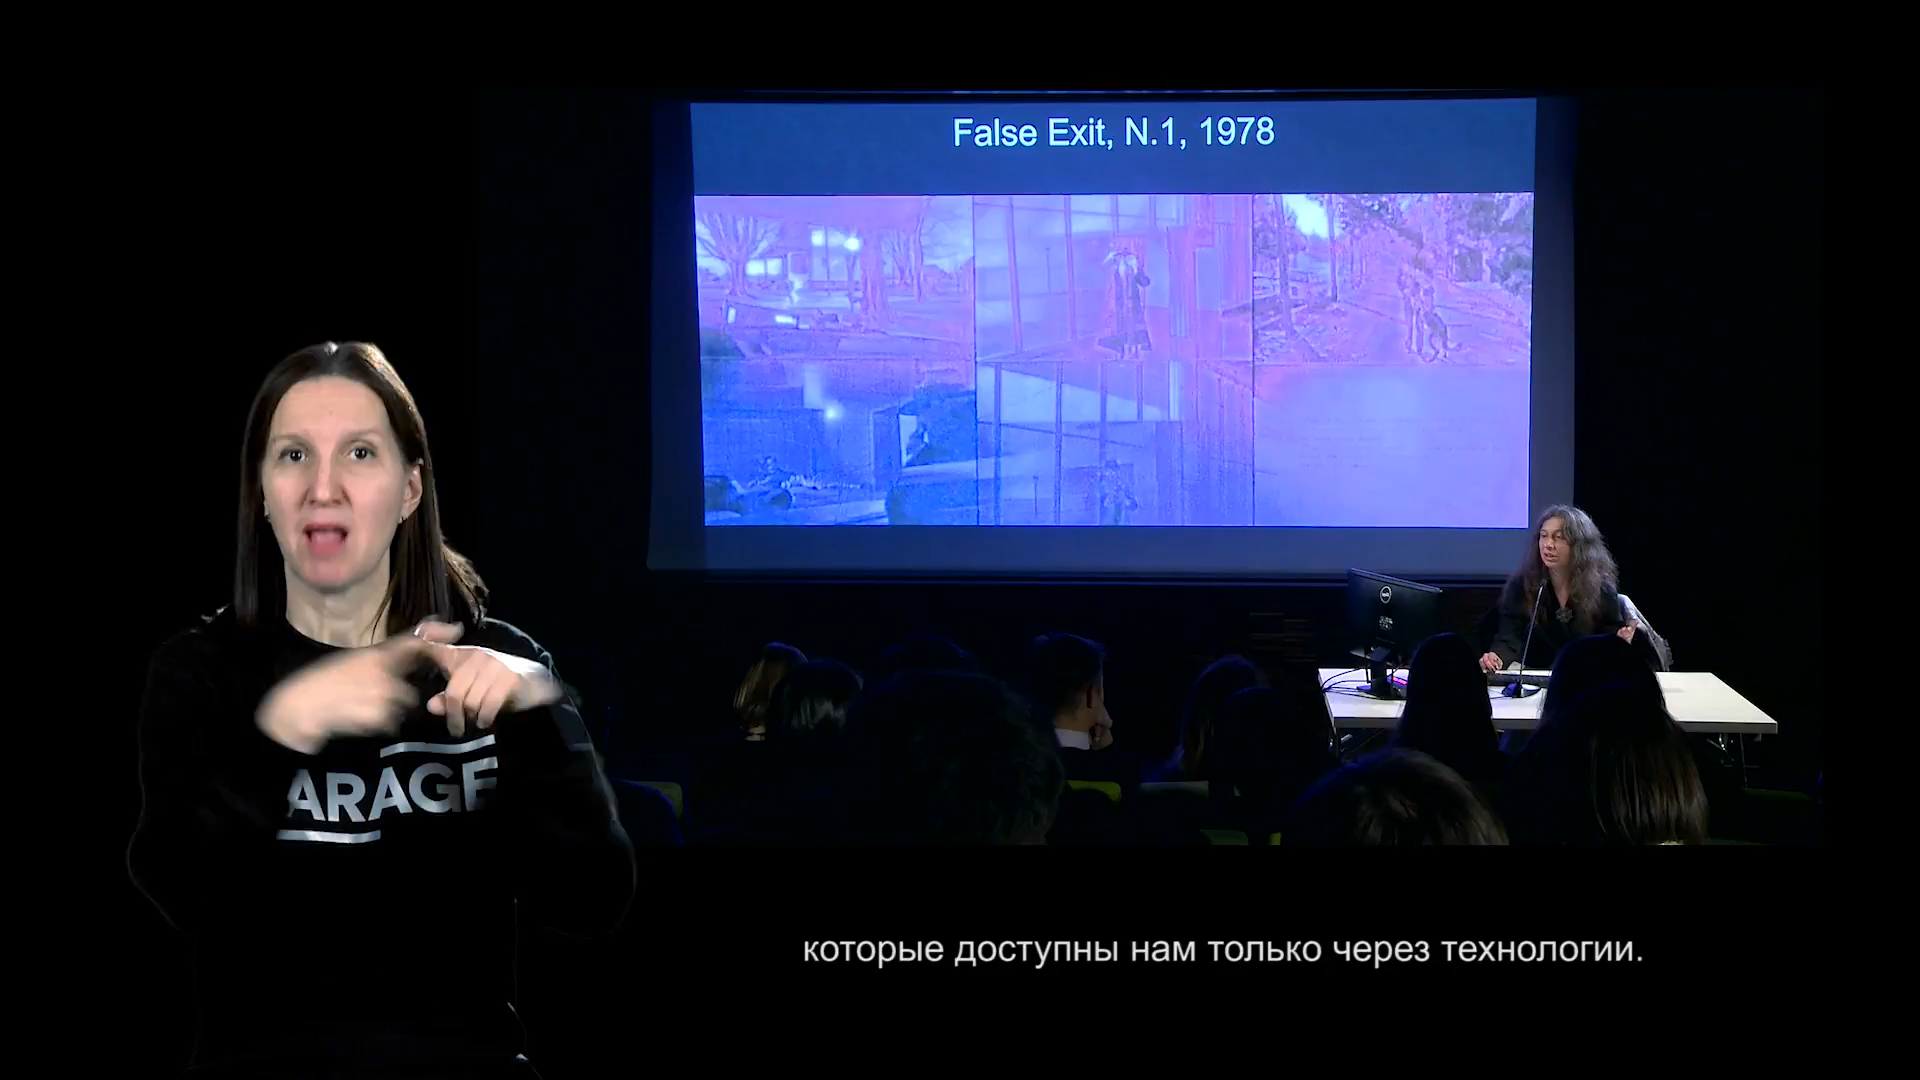 False Exit, N.1, 1978
ARAGE
которые доступны нам только через технологии.